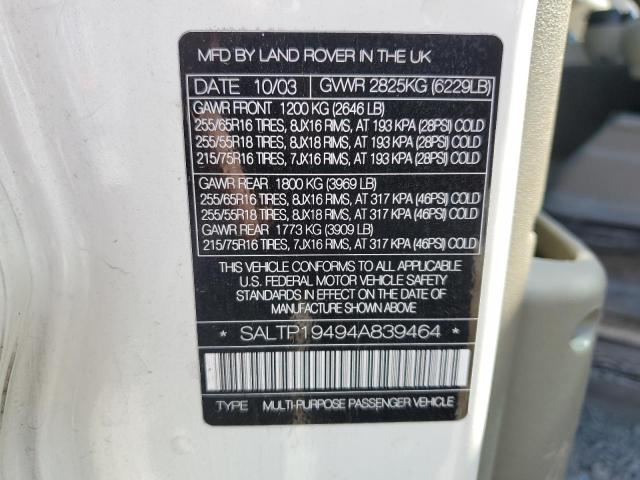 MFD BY LAND ROVER IN THE UK
DATE 10/03 GVWR 2825KG (6229LB)
GAWR FRONT 1200 KG (2646 LB)
255/65R16 TIRES, 8JX16 RIMS, AT 193 KPA (28PSI) COLD
255/55R18 TIRES, 8JX18 RIMS, AT 193 KPA (28PSI) COLD
215/75R16 TIRES, 7JX16 RIMS, AT 193 KPA (28PSI) COLD
GAWR REAR 1800 KG (3969 LB)
255/65R16 TIRES, 8JX16 RIMS, AT 317 KPA (46PSI) COLD
255/55R18 TIRES, 8JX18 RIMS, AT 317 KPA (46PSI) COLD
GAWR REAR 1773 KG (3909 LB)
215/75R16 TIRES, 7JX16 RIMS, AT 317 KPA (46PSI) COLD
THIS VEHICLE CONFORMS TO ALL APPLICABLE
U.S. FEDERAL MOTOR VEHICLE SAFETY
STANDARDS IN EFFECT ON THE DATE OF
MANUFACTURE SHOWN ABOVE.
* SALTP19494A839464 *
TYPE MULTI-PURPOSE PASSENGER VEHICLE